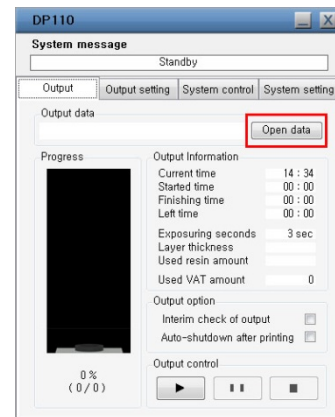 DP110
System message
Standby
Output
Output setting
System control
System setting
Output data
Open data
Progress
0 %
( 0 / 0 )
Output Information
Current time 14 : 34
Started time 00 : 00
Finishing time 00 : 00
Left time 00 : 00
Exposuring seconds 3 sec
Layer thickness
Used resin amount
Used VAT amount 0
Output option
Interim check of output
Auto-shutdown after printing
Output control